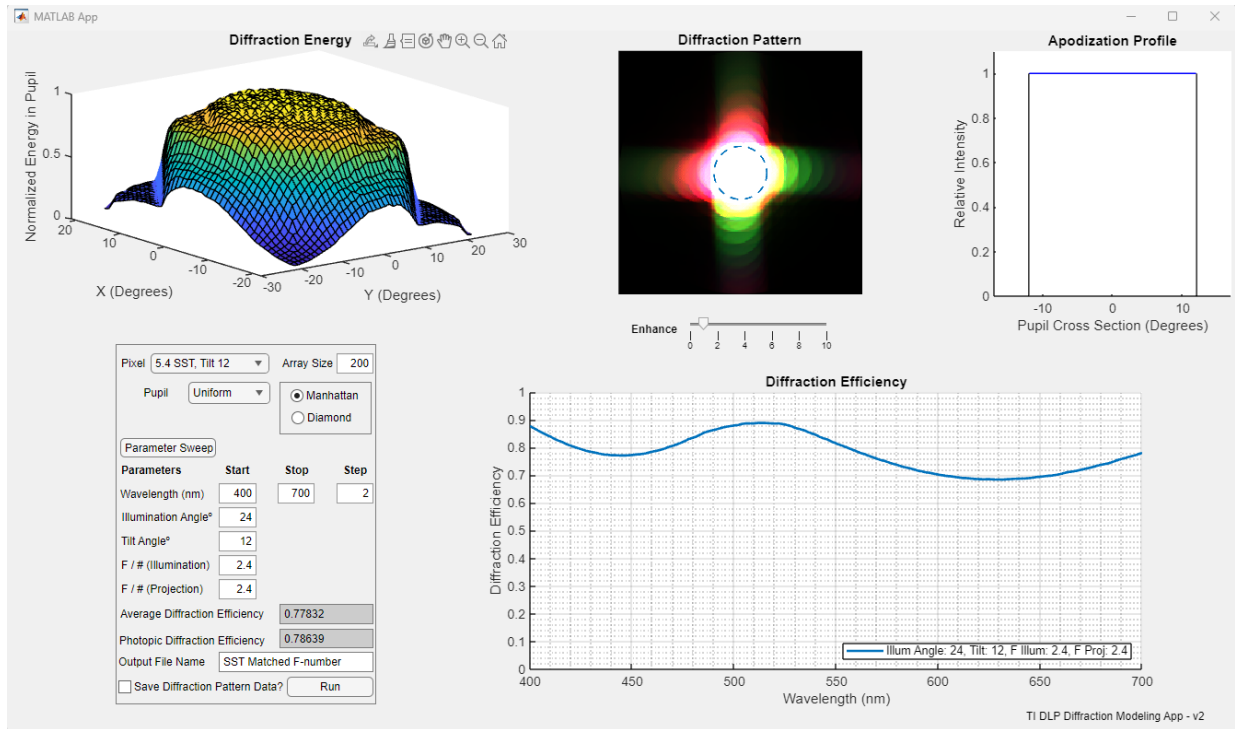 MATLAB App
Diffraction Energy
Normalized Energy in Pupil
1
0.5
0
20
10
0
-10
-20
X (Degrees)
-30
-20
-10
0
10
20
30
Y (Degrees)
Diffraction Pattern
Enhance
0 2 4 6 8 10
Apodization Profile
Relative Intensity
1
0.8
0.6
0.4
0.2
0
-10 0 10
Pupil Cross Section (Degrees)
Pixel 5.4 SST, Tilt 12 Array Size 200
Pupil Uniform
Manhattan
Diamond
Parameter Sweep
Parameters Start Stop Step
Wavelength (nm) 400 700 2
Illumination Angle° 24
Tilt Angle° 12
F / # (Illumination) 2.4
F / # (Projection) 2.4
Average Diffraction Efficiency 0.77832
Photopic Diffraction Efficiency 0.78639
Output File Name SST Matched F-number
Save Diffraction Pattern Data? Run
Diffraction Efficiency
Diffraction Efficiency
1
0.9
0.8
0.7
0.6
0.5
0.4
0.3
0.2
0.1
0
Illum Angle: 24, Tilt: 12, F Illum: 2.4, F Proj: 2.4
400 450 500 550 600 650 700
Wavelength (nm)
TI DLP Diffraction Modeling App - v2